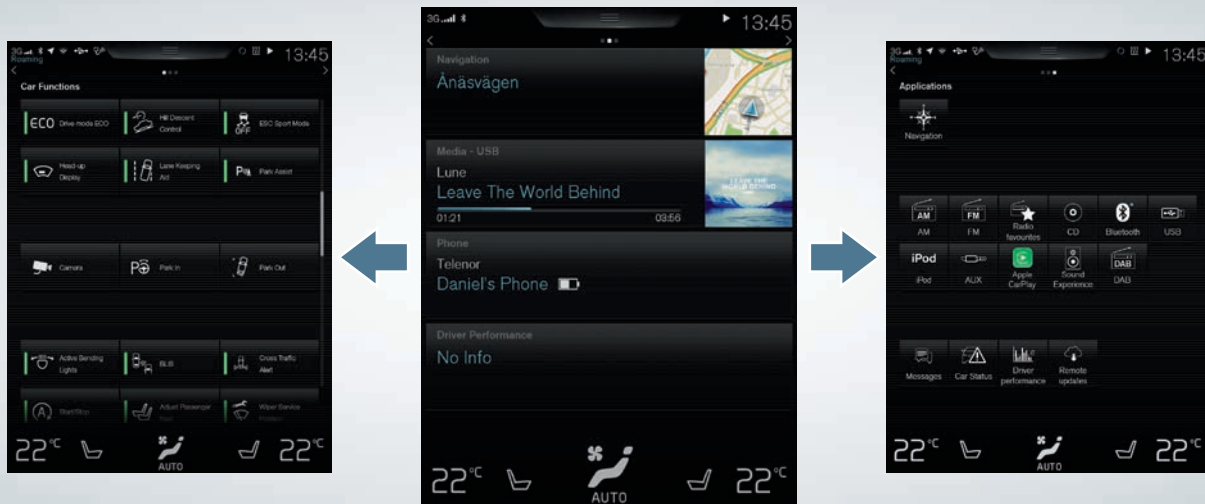 3G
Roaming
13:45
Car Functions
ECO Drive mode ECO
Hill Descent
Control
OFF
ESC Sport Mode
Head-up
Display
Lane Keeping
Aid
Park Assist
Camera
P Park In
Park Out
Active Bending
Lights
BLIS
Cross Traffic
Alert
A Start/Stop
Adjust Passenger
Wiper Service
22°C
AUTO
22°C
3G
13:45
Navigation
Ånäsvägen
Media - USB
Lune
Leave The World Behind
01:21 03:56
LEAVE THE
WORLD BEHIND
Phone
Telenor
Daniel's Phone
Driver Performance
No Info
22°C
AUTO
22°C
3G
Roaming
13:45
Applications
Navigation
AM
AM
FM
FM
Radio
favourites
CD
Bluetooth
USB
iPod
iPod
AUX
Apple
CarPlay
Sound
Experience
DAB
DAB
Messages
Car Status
Driver
performance
Remote
updates
22°C
AUTO
22°C